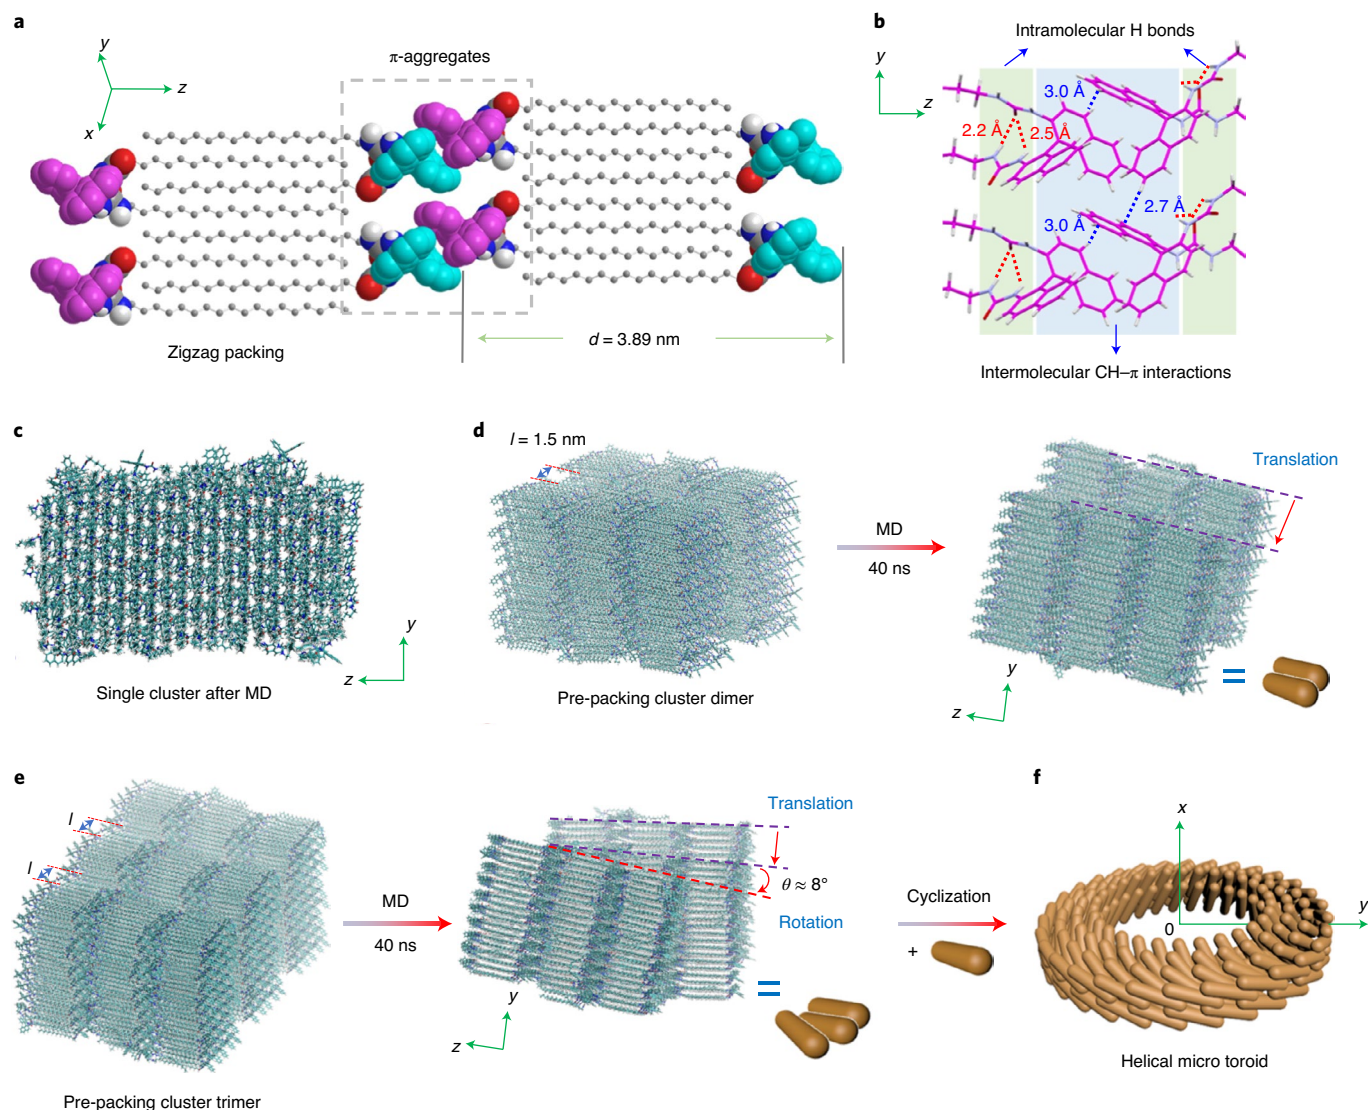 a
y
z
x
π-aggregates
Zigzag packing
d = 3.89 nm
b
Intramolecular H bonds
y
z
3.0 Å
2.2 Å
2.5 Å
2.7 Å
3.0 Å
Intermolecular CH–π interactions
c
y
z
Single cluster after MD
d
l = 1.5 nm
Pre-packing cluster dimer
MD
40 ns
Translation
=
y
z
e
l
l
Pre-packing cluster trimer
MD
40 ns
Translation
θ ≈ 8°
Rotation
=
y
z
Cyclization
+
f
x
y
0
Helical micro toroid